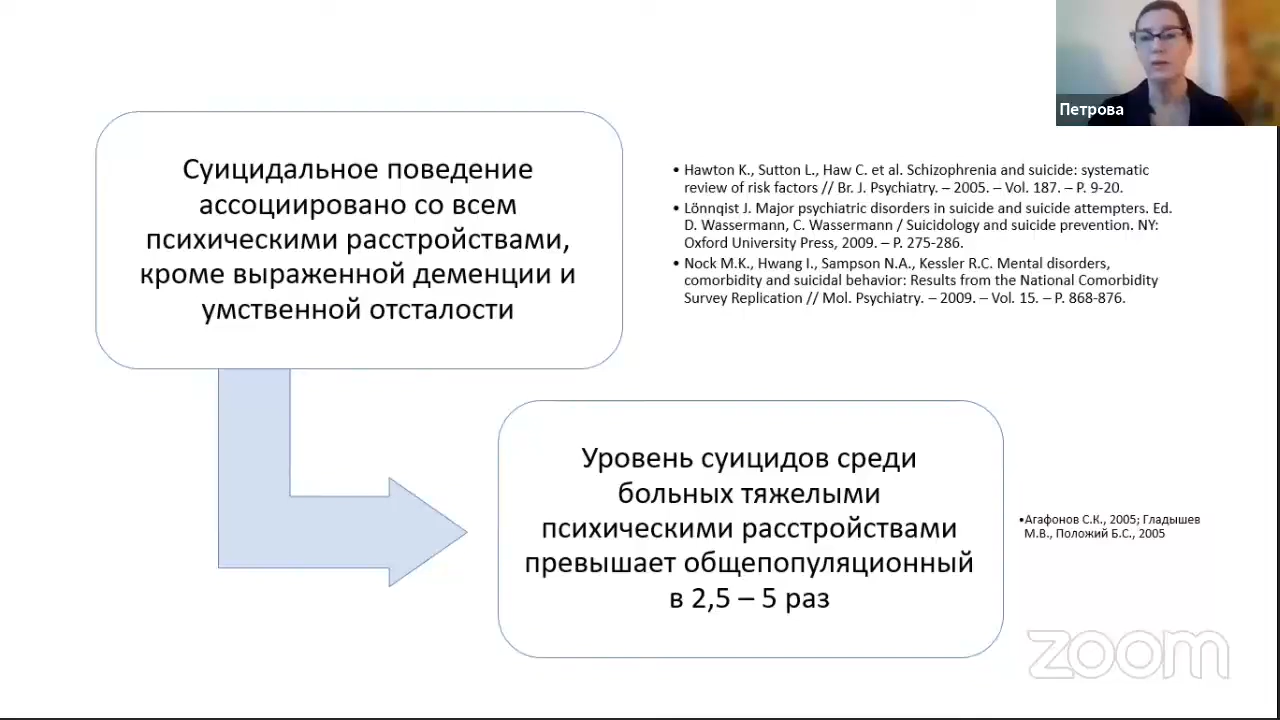 Петрова
Суицидальное поведение
ассоциировано со всем
психическими расстройствами,
кроме выраженной деменции и
умственной отсталости
• Hawton K., Sutton L., Haw C. et al. Schizophrenia and suicide: systematic
review of risk factors // Br. J. Psychiatry. – 2005. – Vol. 187. – P. 9-20.
• Lönnqist J. Major psychiatric disorders in suicide and suicide attempters. Ed.
D. Wassermann, C. Wassermann / Suicidology and suicide prevention. NY:
Oxford University Press, 2009. – P. 275-286.
• Nock M.K., Hwang I., Sampson N.A., Kessler R.C. Mental disorders,
comorbidity and suicidal behavior: Results from the National Comorbidity
Survey Replication // Mol. Psychiatry. – 2009. – Vol. 15. – P. 868-876.
Уровень суицидов среди
больных тяжелыми
психическими расстройствами
превышает общепопуляционный
в 2,5 – 5 раз
•Агафонов С.К., 2005; Гладышев
М.В., Положий Б.С., 2005
zoom